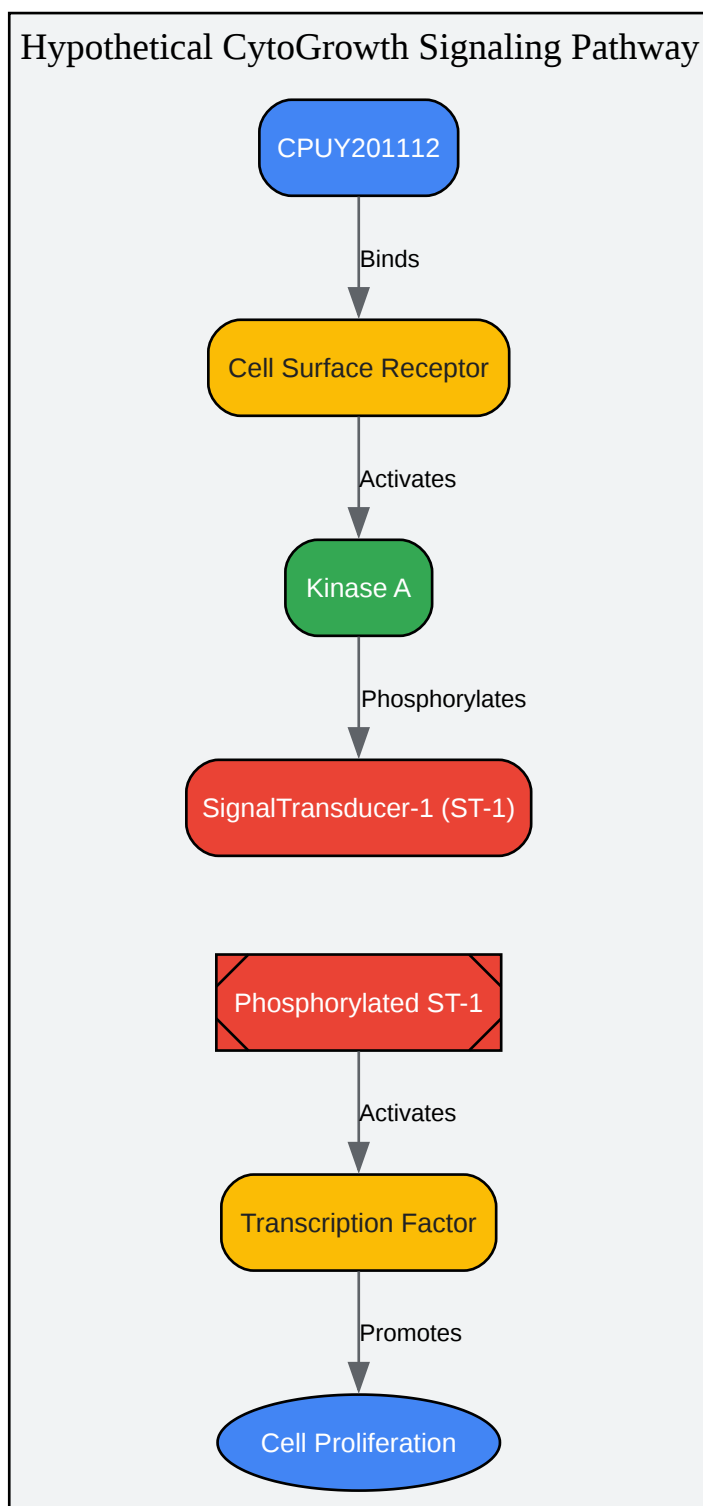 Hypothetical CytoGrowth Signaling Pathway
CPUY201112
Binds
Cell Surface Receptor
Activates
Kinase A
Phosphorylates
SignalTransducer-1 (ST-1)
Phosphorylated ST-1
Activates
Transcription Factor
Promotes
Cell Proliferation